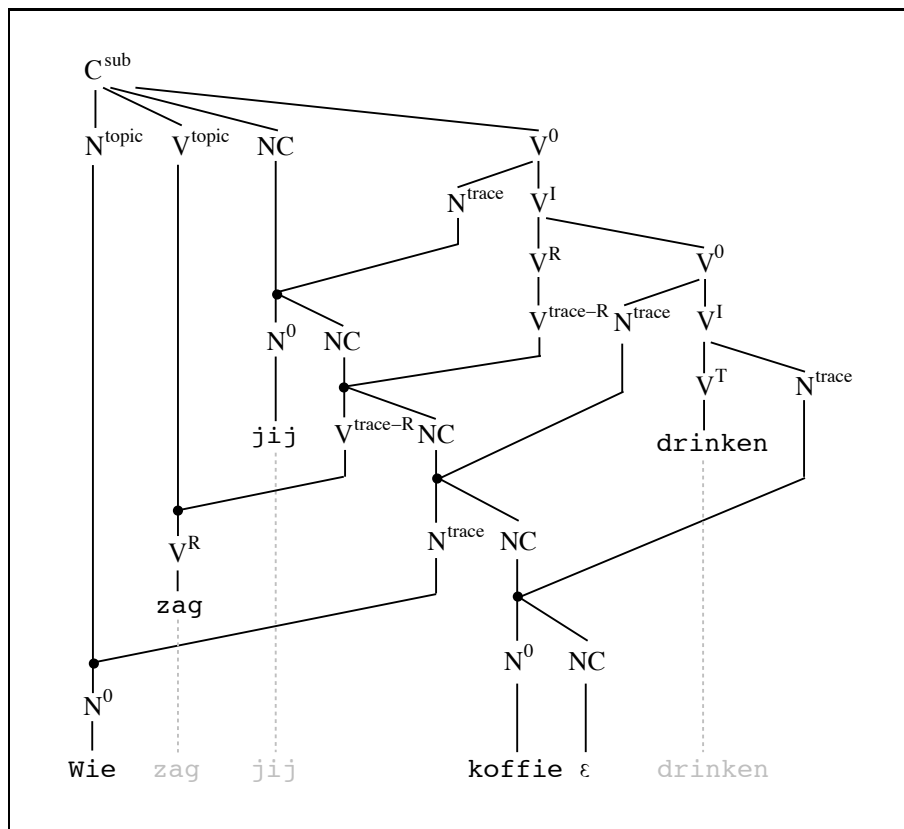 C^sub
N^topic V^topic NC V^0
N^trace V^I
V^R V^0
V^trace–R N^trace V^I
N^0 NC
V^T N^trace
jij V^trace–R NC drinken
N^trace NC
V^R
zag
N^0 NC
N^0
Wie zag jij koffie ε drinken